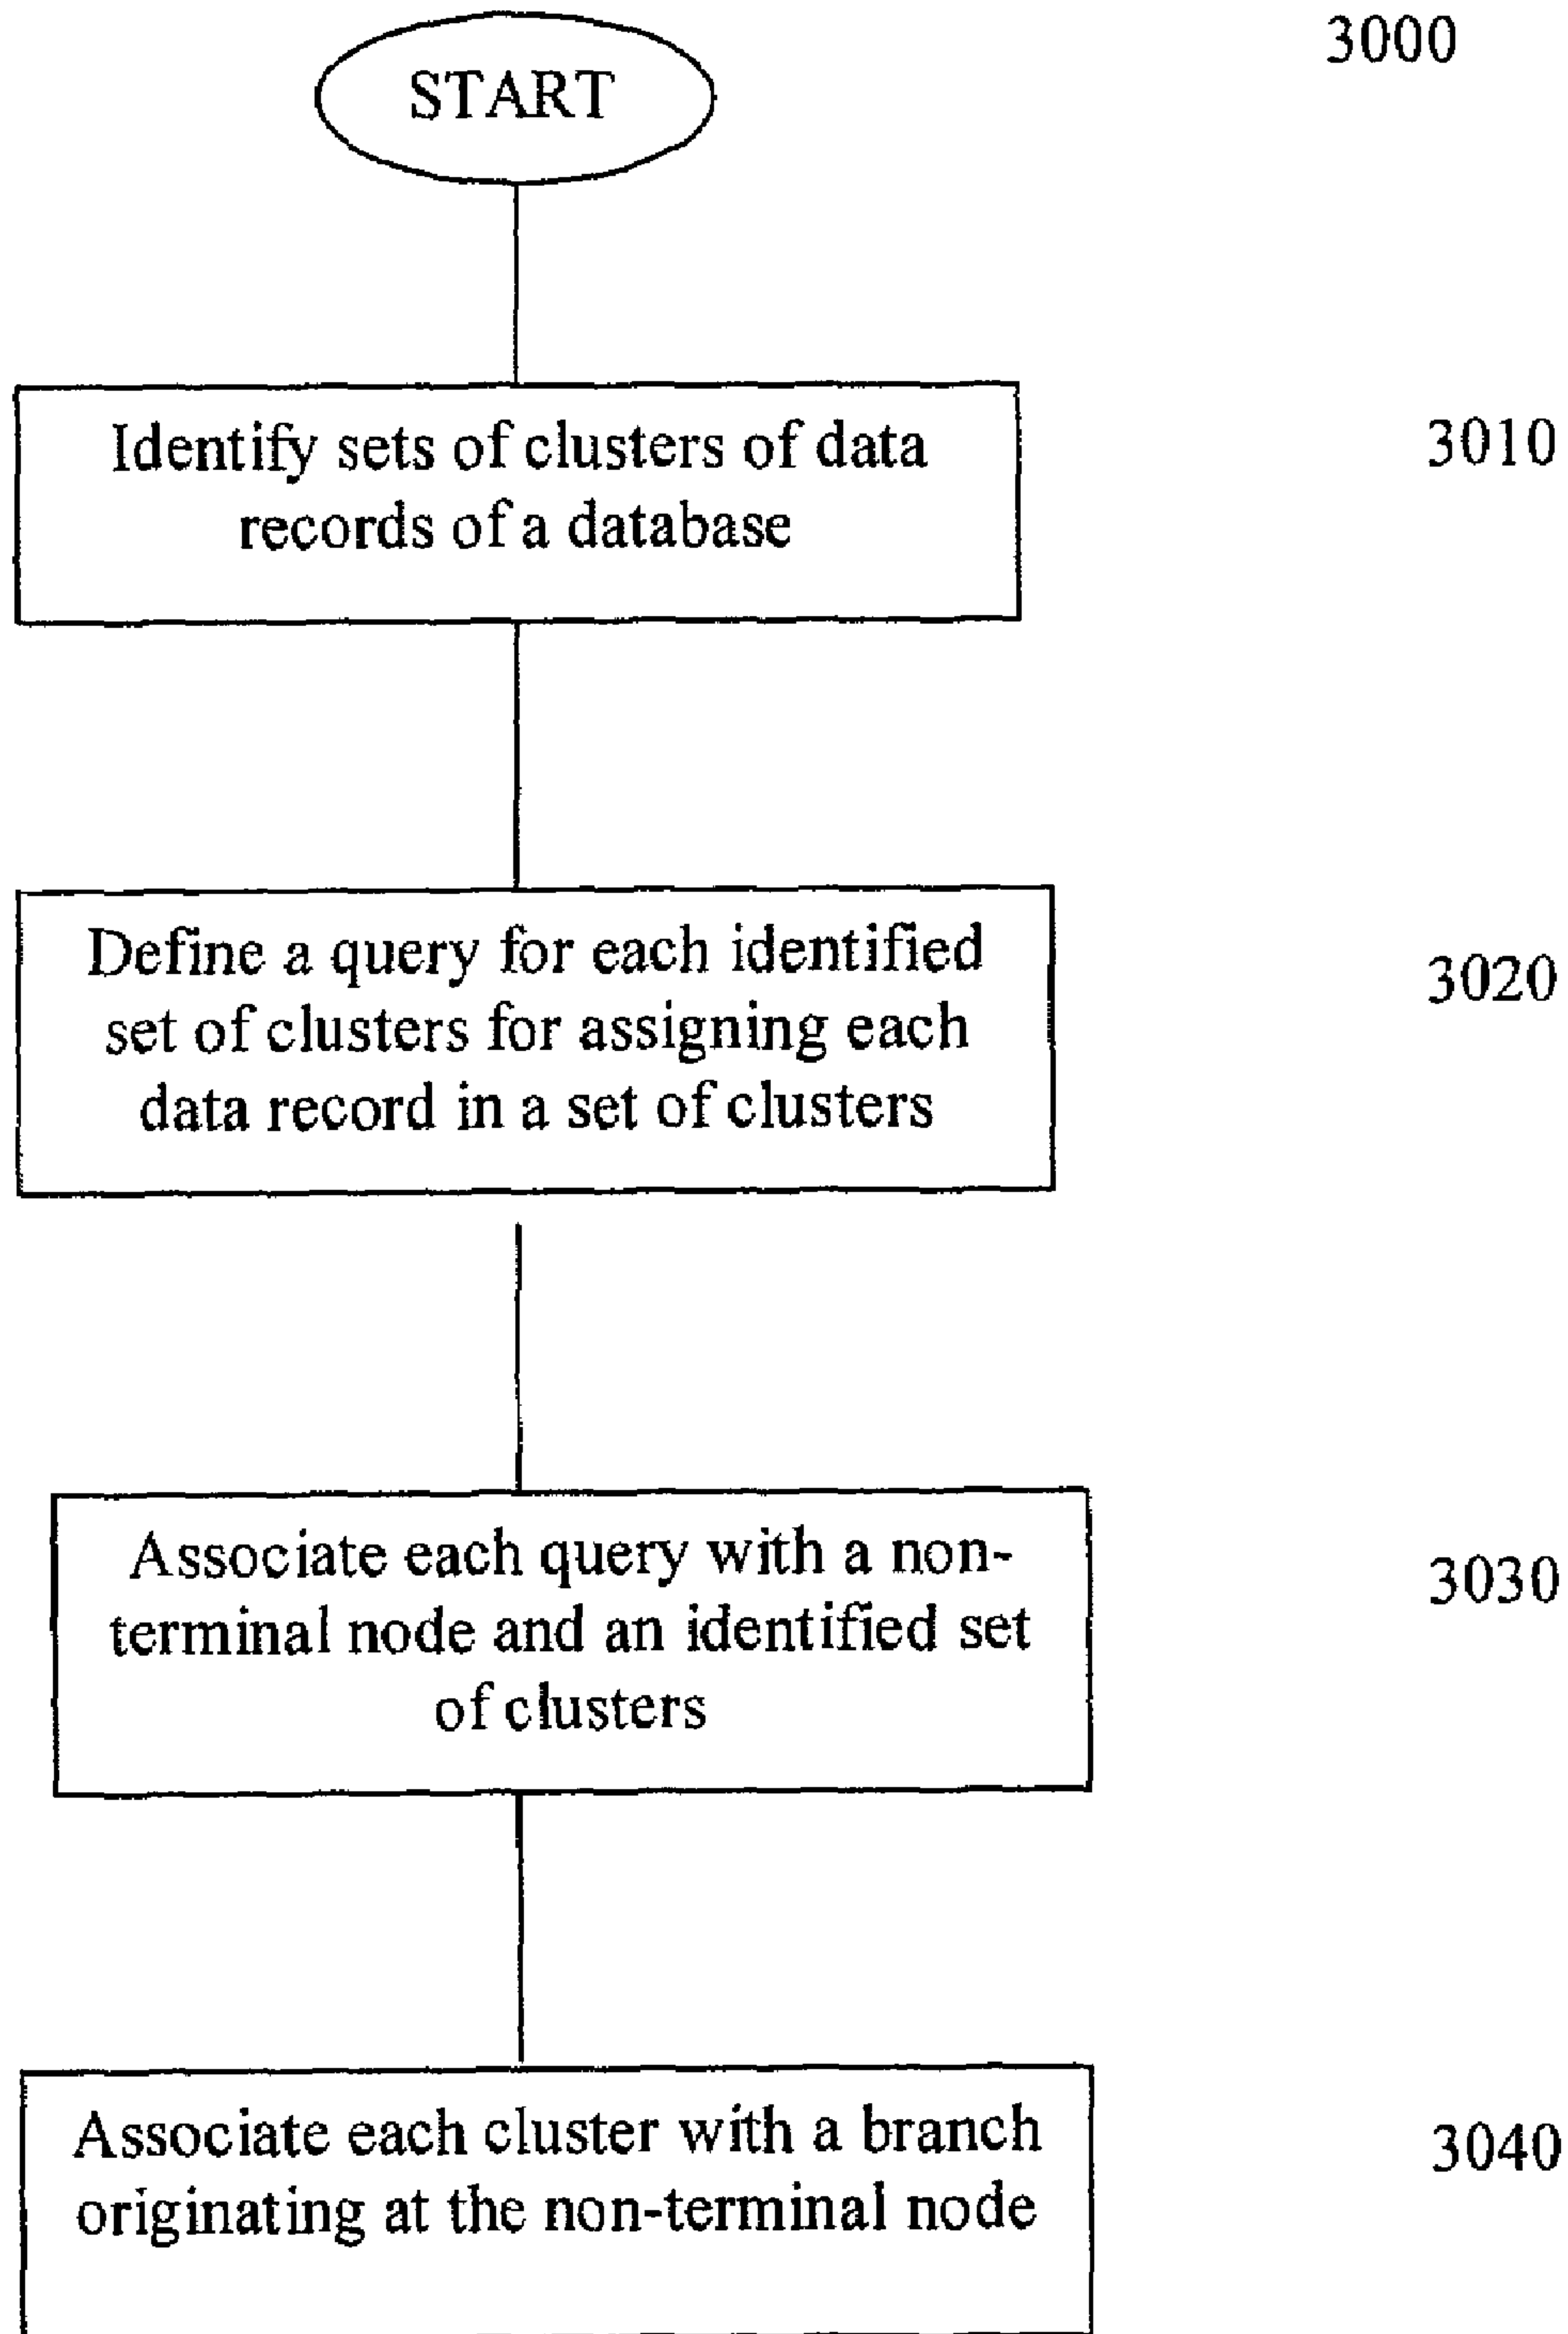 3000
START
Identify sets of clusters of data
records of a database
3010
Define a query for each identified
set of clusters for assigning each
data record in a set of clusters
3020
Associate each query with a non-
terminal node and an identified set
of clusters
3030
Associate each cluster with a branch
originating at the non-terminal node
3040